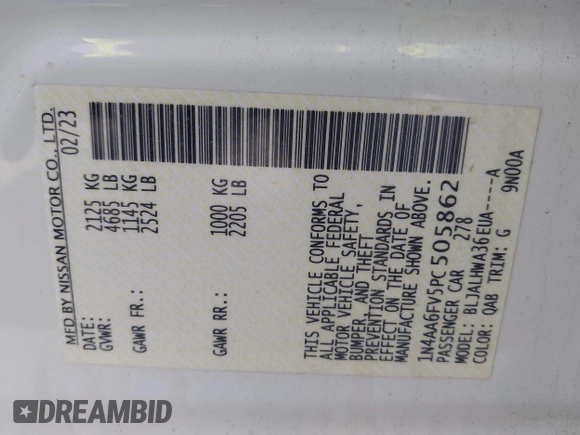 MFD BY NISSAN MOTOR CO., LTD.
DATE: 02/23
GVWR: 2125 KG
4685 LB
GAWR FR.: 1145 KG
2524 LB
GAWR RR.: 1000 KG
2205 LB
THIS VEHICLE CONFORMS TO
ALL APPLICABLE FEDERAL
MOTOR VEHICLE SAFETY,
BUMPER, AND THEFT
PREVENTION STANDARDS IN
EFFECT ON THE DATE OF
MANUFACTURE SHOWN ABOVE.
1N4AA6FV5PC505862
PASSENGER CAR 278
MODEL: BLJALHWA36EUA----A
COLOR: QAB TRIM: G 9N00A
DREAMBID